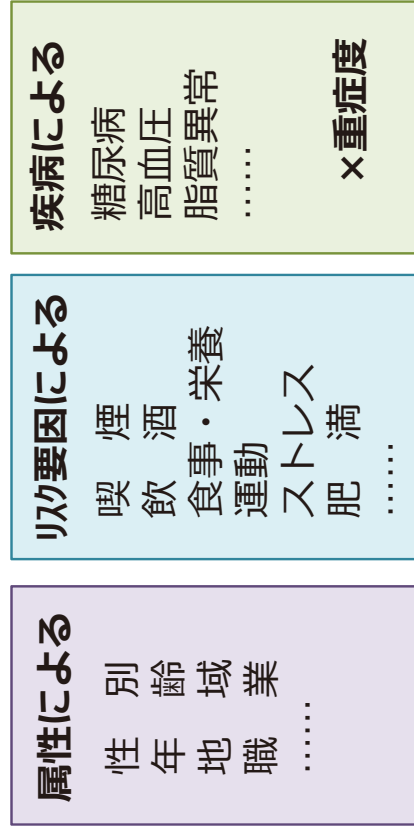 属性による
性　別
年　齢
地　域
職　業
……
リスク要因による
喫　煙
飲　酒
食事・栄養
運動
ストレス
肥　満
……
疾病による
糖尿病
高血圧
脂質異常
……
×重症度